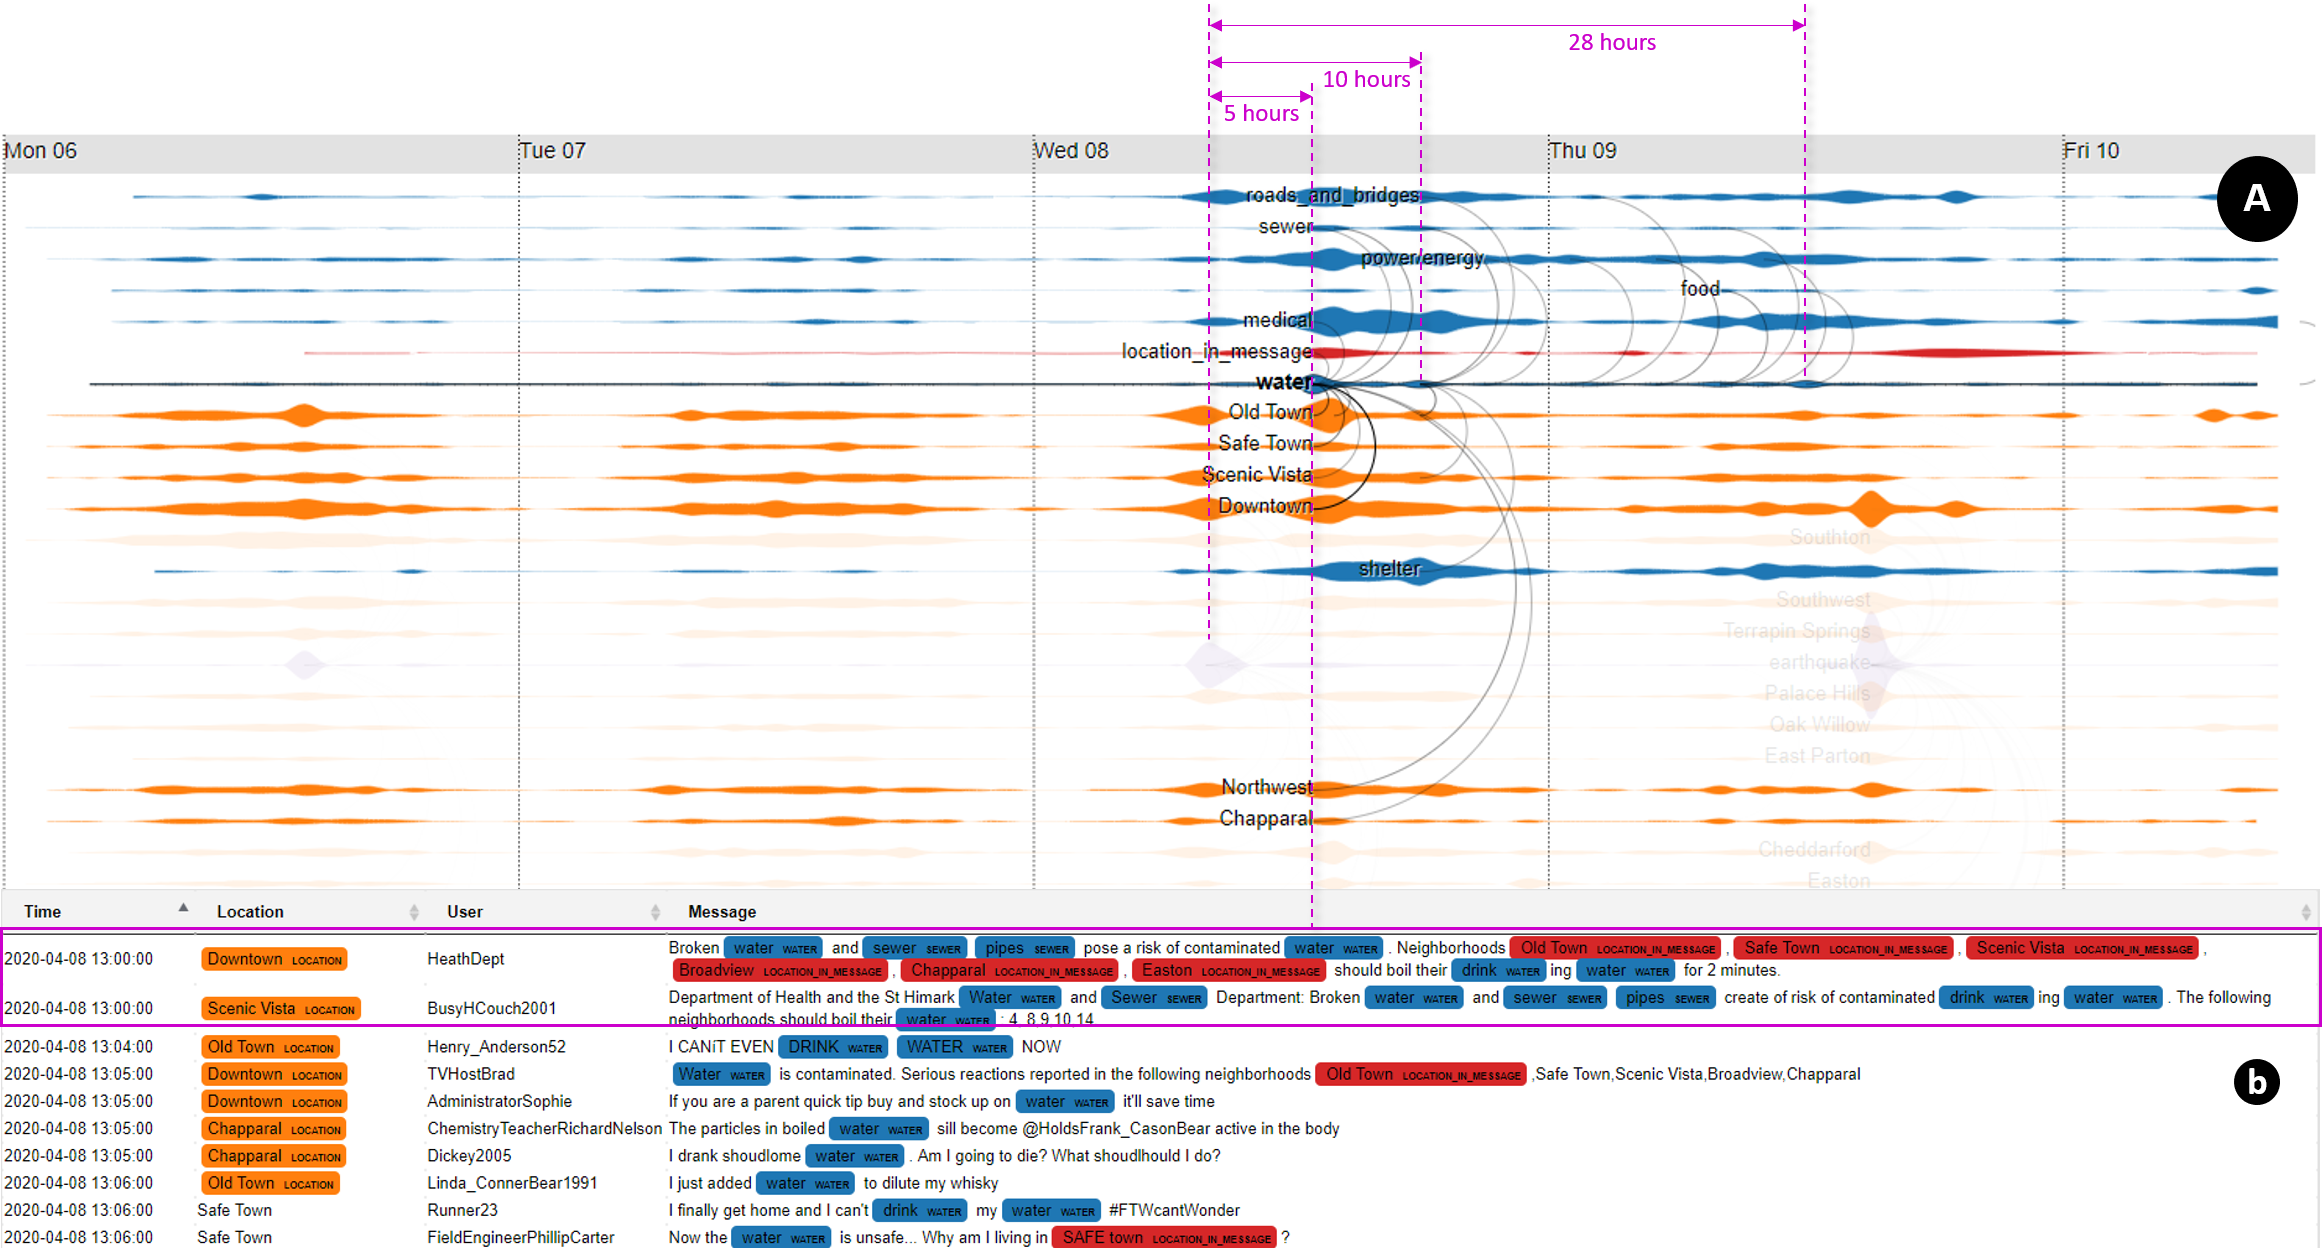 28 hours
10 hours
5 hours
Mon 06 Tue 07 Wed 08 Thu 09 Fri 10
A
roads_and_bridges
sewer
power/energy
food
medical
location_in_message
water
Old Town
Safe Town
Scenic Vista
Downtown
Southton
shelter
Southwest
Terrapin Springs
earthquake
Palace Hills
Oak Willow
East Parton
Northwest
Chapparal
Cheddarford
Easton
Time Location User Message
2020-04-08 13:00:00 Downtown LOCATION HeathDept Broken water WATER and sewer SEWER pipes SEWER pose a risk of contaminated water WATER . Neighborhoods Old Town LOCATION_IN_MESSAGE , Safe Town LOCATION_IN_MESSAGE , Scenic Vista LOCATION_IN_MESSAGE ,
Broadview LOCATION_IN_MESSAGE , Chapparal LOCATION_IN_MESSAGE , Easton LOCATION_IN_MESSAGE should boil their drink WATER ing water WATER for 2 minutes.
2020-04-08 13:00:00 Scenic Vista LOCATION BusyHCouch2001 Department of Health and the St Himark Water WATER and Sewer SEWER Department: Broken water WATER and sewer SEWER pipes SEWER create of risk of contaminated drink WATER ing water WATER . The following
neighborhoods should boil their water WATER : 4, 8,9,10,14
2020-04-08 13:04:00 Old Town LOCATION Henry_Anderson52 I CANiT EVEN DRINK WATER WATER WATER NOW
2020-04-08 13:05:00 Downtown LOCATION TVHostBrad Water WATER is contaminated. Serious reactions reported in the following neighborhoods Old Town LOCATION_IN_MESSAGE ,Safe Town,Scenic Vista,Broadview,Chapparal
b
2020-04-08 13:05:00 Downtown LOCATION AdministratorSophie If you are a parent quick tip buy and stock up on water WATER it'll save time
2020-04-08 13:05:00 Chapparal LOCATION ChemistryTeacherRichardNelson The particles in boiled water WATER sill become @HoldsFrank_CasonBear active in the body
2020-04-08 13:05:00 Chapparal LOCATION Dickey2005 I drank shoudlome water WATER . Am I going to die? What shoudlhould I do?
2020-04-08 13:06:00 Old Town LOCATION Linda_ConnerBear1991 I just added water WATER to dilute my whisky
2020-04-08 13:06:00 Safe Town Runner23 I finally get home and I can't drink WATER my water WATER #FTWcantWonder
2020-04-08 13:06:00 Safe Town FieldEngineerPhillipCarter Now the water WATER is unsafe... Why am I living in SAFE town LOCATION_IN_MESSAGE ?